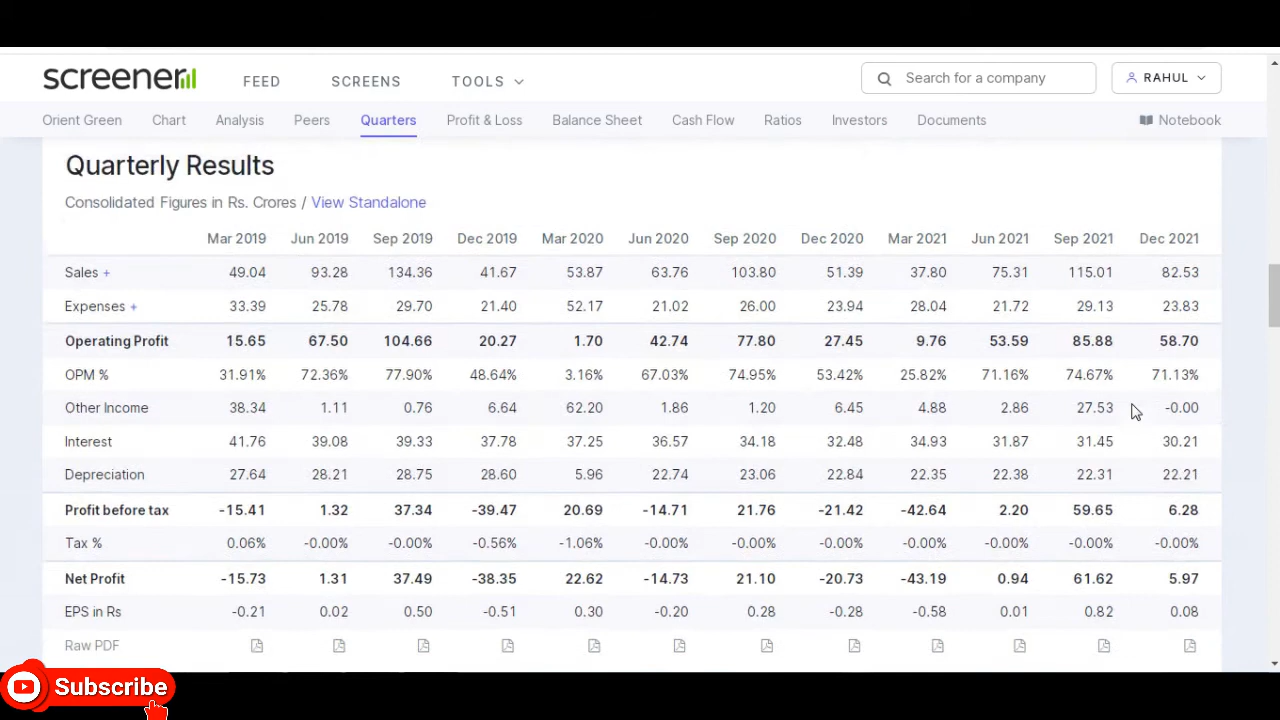 screener
FEED SCREENS TOOLS
Search for a company
RAHUL
Orient Green Chart Analysis Peers Quarters Profit & Loss Balance Sheet Cash Flow Ratios Investors Documents Notebook
Quarterly Results
Consolidated Figures in Rs. Crores / View Standalone
Mar 2019 Jun 2019 Sep 2019 Dec 2019 Mar 2020 Jun 2020 Sep 2020 Dec 2020 Mar 2021 Jun 2021 Sep 2021 Dec 2021
Sales + 49.04 93.28 134.36 41.67 53.87 63.76 103.80 51.39 37.80 75.31 115.01 82.53
Expenses + 33.39 25.78 29.70 21.40 52.17 21.02 26.00 23.94 28.04 21.72 29.13 23.83
Operating Profit 15.65 67.50 104.66 20.27 1.70 42.74 77.80 27.45 9.76 53.59 85.88 58.70
OPM % 31.91% 72.36% 77.90% 48.64% 3.16% 67.03% 74.95% 53.42% 25.82% 71.16% 74.67% 71.13%
Other Income 38.34 1.11 0.76 6.64 62.20 1.86 1.20 6.45 4.88 2.86 27.53 -0.00
Interest 41.76 39.08 39.33 37.78 37.25 36.57 34.18 32.48 34.93 31.87 31.45 30.21
Depreciation 27.64 28.21 28.75 28.60 5.96 22.74 23.06 22.84 22.35 22.38 22.31 22.21
Profit before tax -15.41 1.32 37.34 -39.47 20.69 -14.71 21.76 -21.42 -42.64 2.20 59.65 6.28
Tax % 0.06% -0.00% -0.00% -0.56% -1.06% -0.00% -0.00% -0.00% -0.00% -0.00% -0.00% -0.00%
Net Profit -15.73 1.31 37.49 -38.35 22.62 -14.73 21.10 -20.73 -43.19 0.94 61.62 5.97
EPS in Rs -0.21 0.02 0.50 -0.51 0.30 -0.20 0.28 -0.28 -0.58 0.01 0.82 0.08
Raw PDF
Subscribe